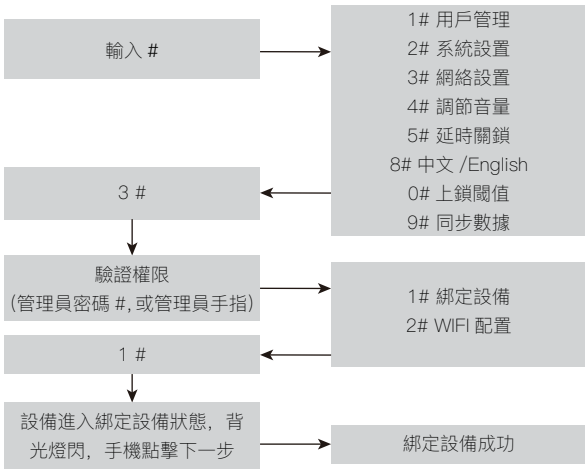 輸入 #
1# 用戶管理
2# 系統設置
3# 網絡設置
4# 調節音量
5# 延時關鎖
8# 中文 /English
0# 上鎖閾值
9# 同步數據
3 #
驗證權限
(管理員密碼 #, 或管理員手指)
1# 綁定設備
2# WIFI 配置
1 #
設備進入綁定設備狀態，背
光燈閃，手機點擊下一步
綁定設備成功